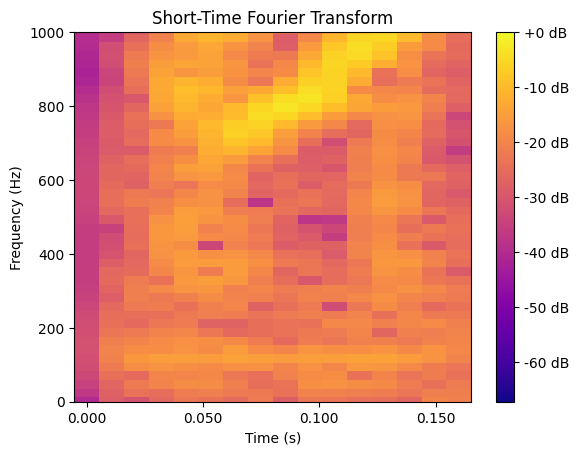 Short-Time Fourier Transform
1000
800
600
400
200
0
Frequency (Hz)
0.000
0.050
0.100
0.150
Time (s)
+0 dB
-10 dB
-20 dB
-30 dB
-40 dB
-50 dB
-60 dB